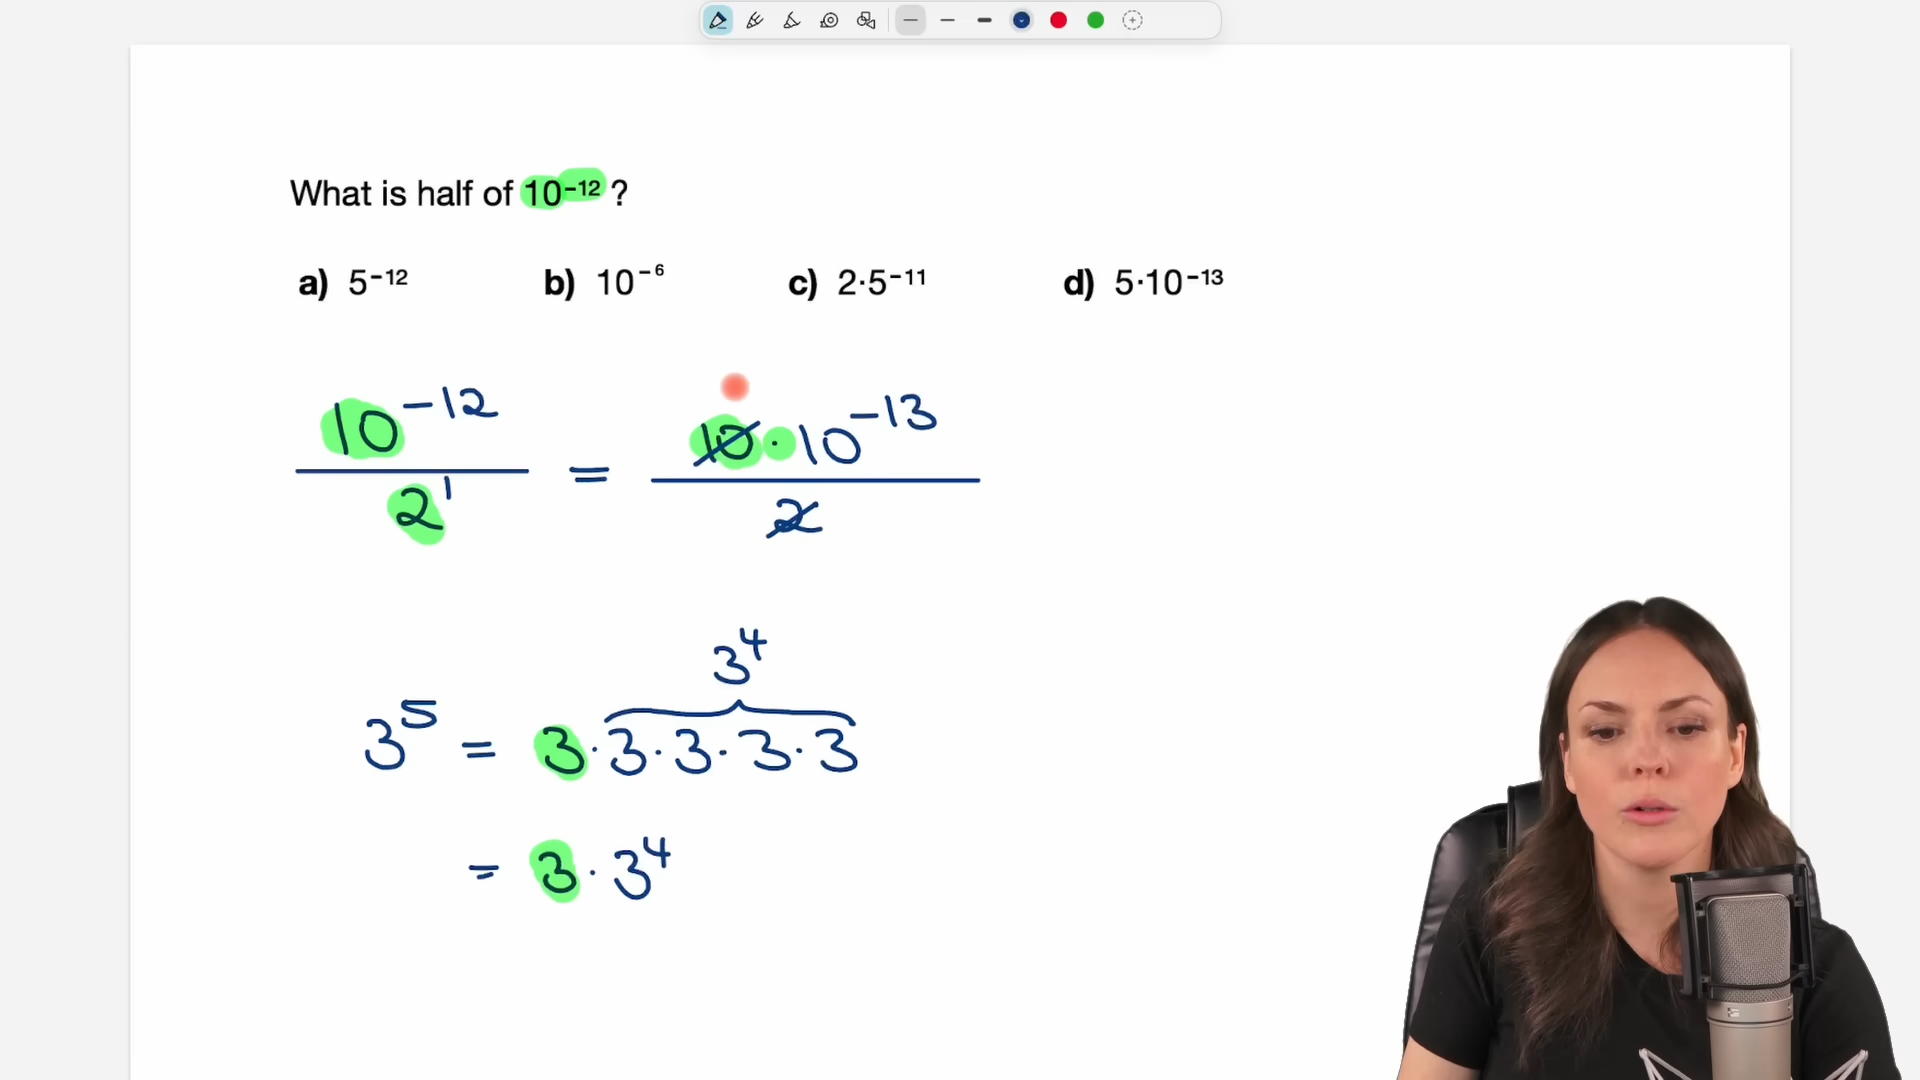 What is half of 10⁻¹² ?
a) 5⁻¹² b) 10⁻⁶ c) 2·5⁻¹¹ d) 5·10⁻¹³
10⁻¹² / 2¹ = 10 · 10⁻¹³ / 2
3⁴
3⁵ = 3 · 3 · 3 · 3 · 3
= 3 · 3⁴